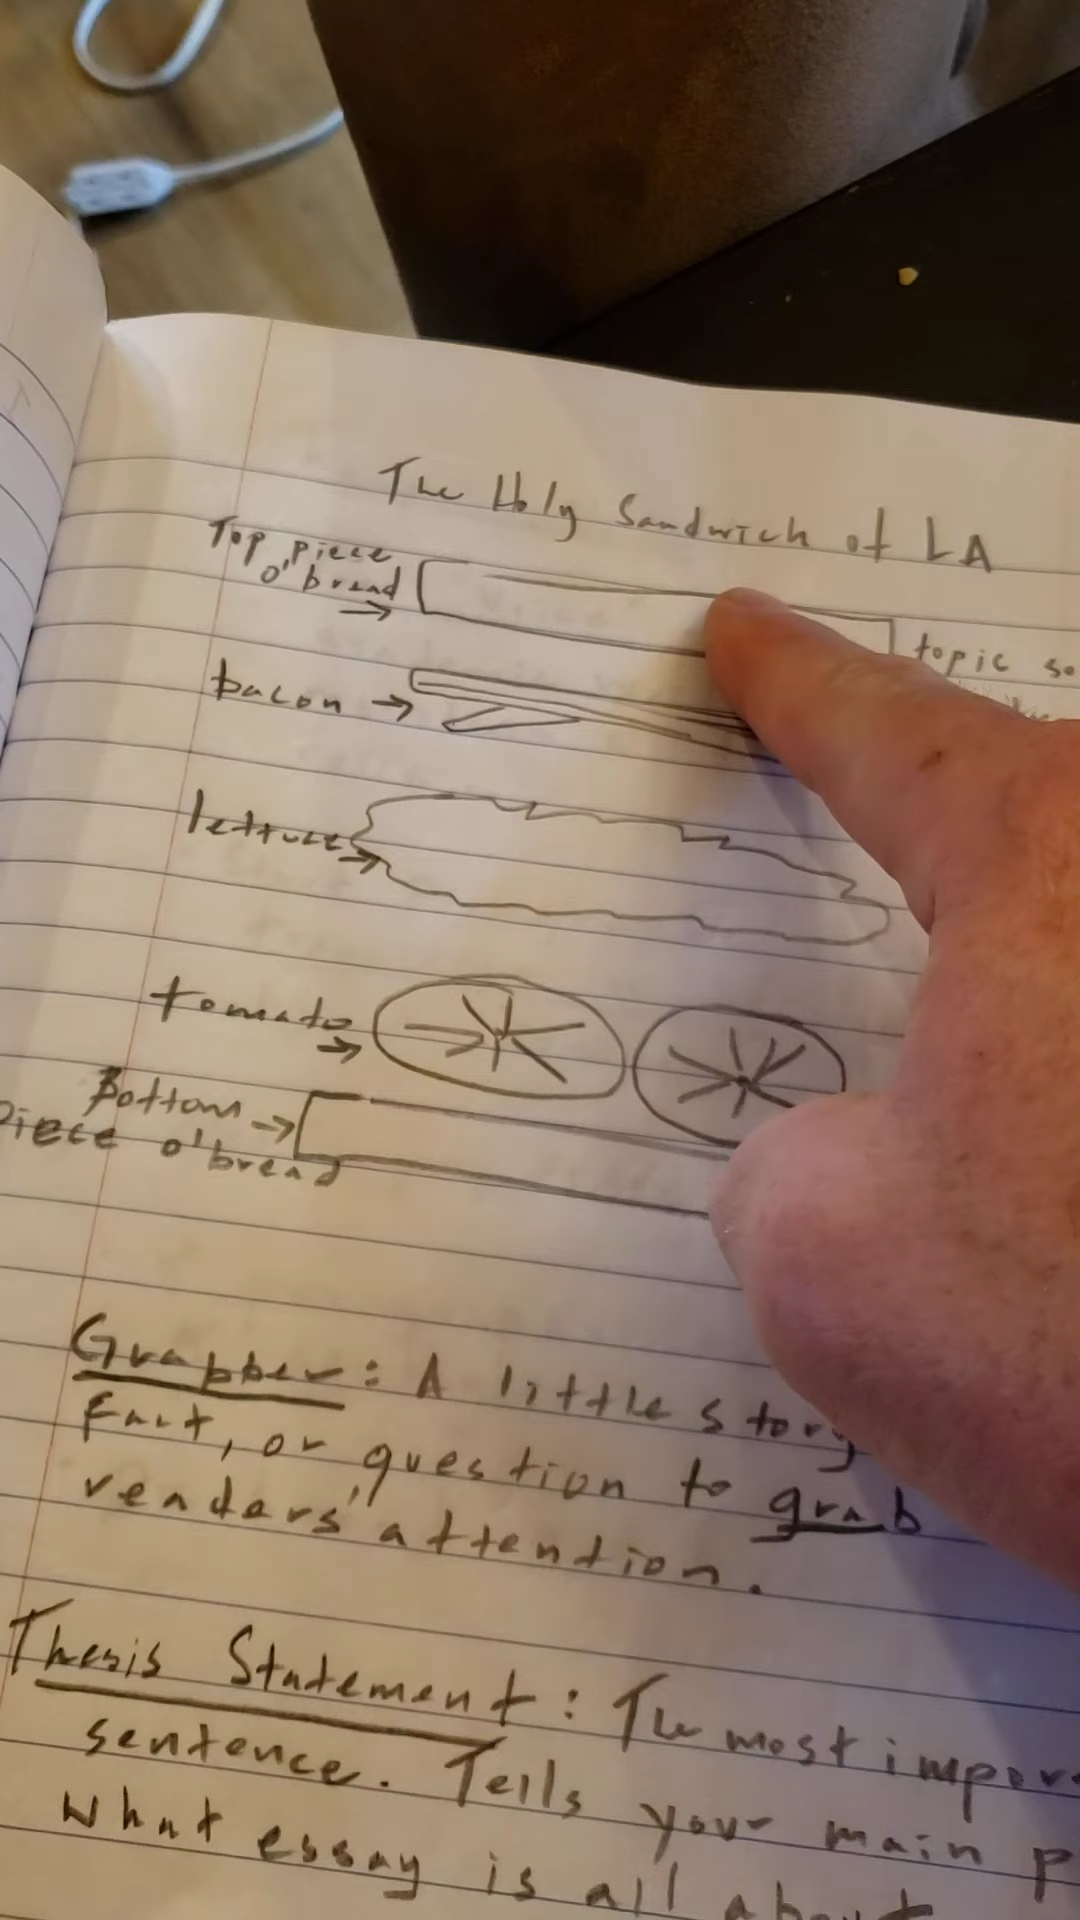 The Holy Sandwich of LA
Top piece
o' bread
topic
bacon
lettuce
tomato
Bottom
Piece o' bread
Grabber: A little story
Fact, or question to grab
readers' attention.
Thesis Statement: The most
sentence. Tells your main
What essay is all about